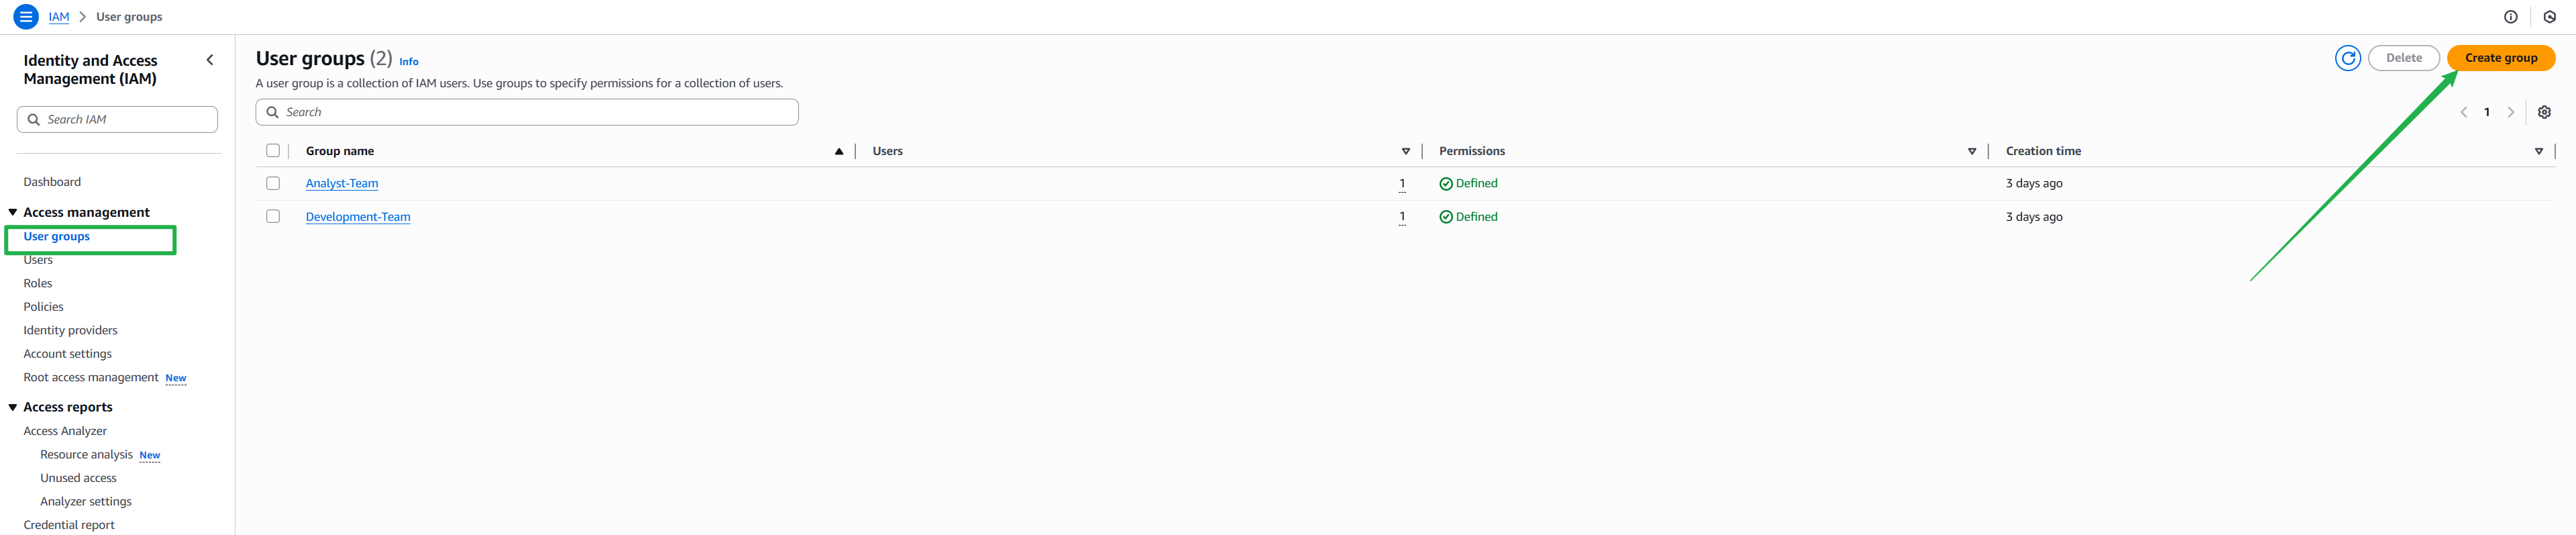 IAM > User groups
Identity and Access
Management (IAM)
Search IAM
Dashboard
Access management
User groups
Users
Roles
Policies
Identity providers
Account settings
Root access management New
Access reports
Access Analyzer
Resource analysis New
Unused access
Analyzer settings
Credential report
User groups (2) Info
A user group is a collection of IAM users. Use groups to specify permissions for a collection of users.
Delete
Create group
Search
1
Group name Users Permissions Creation time
Analyst-Team 1 Defined 3 days ago
Development-Team 1 Defined 3 days ago